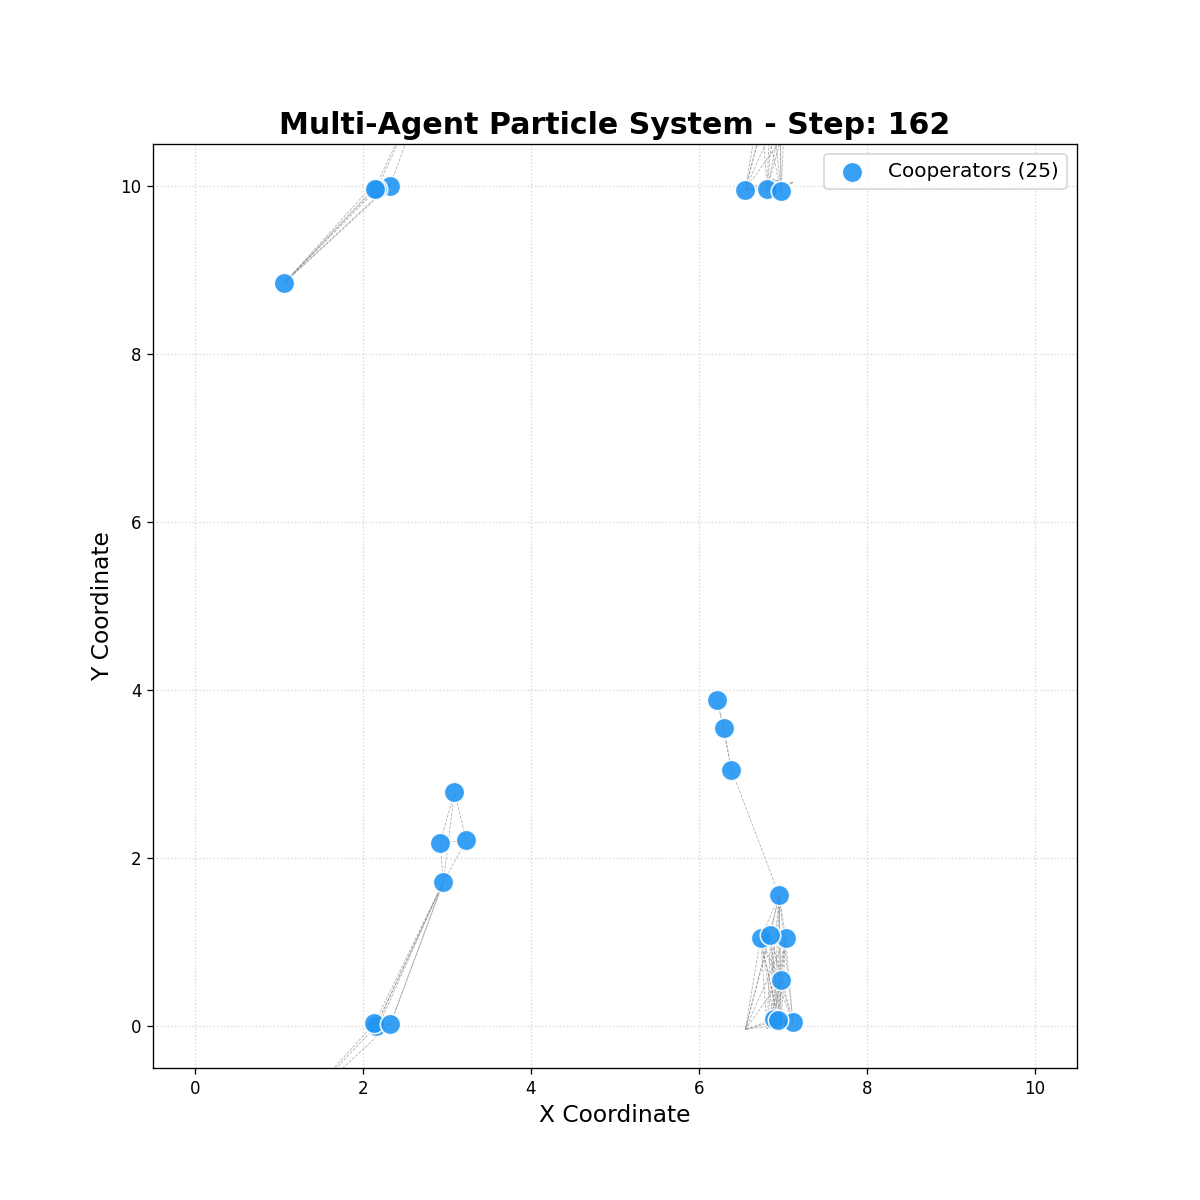 Multi-Agent Particle System - Step: 162
Cooperators (25)
10
8
6
4
2
0
Y Coordinate
0 2 4 6 8 10
X Coordinate